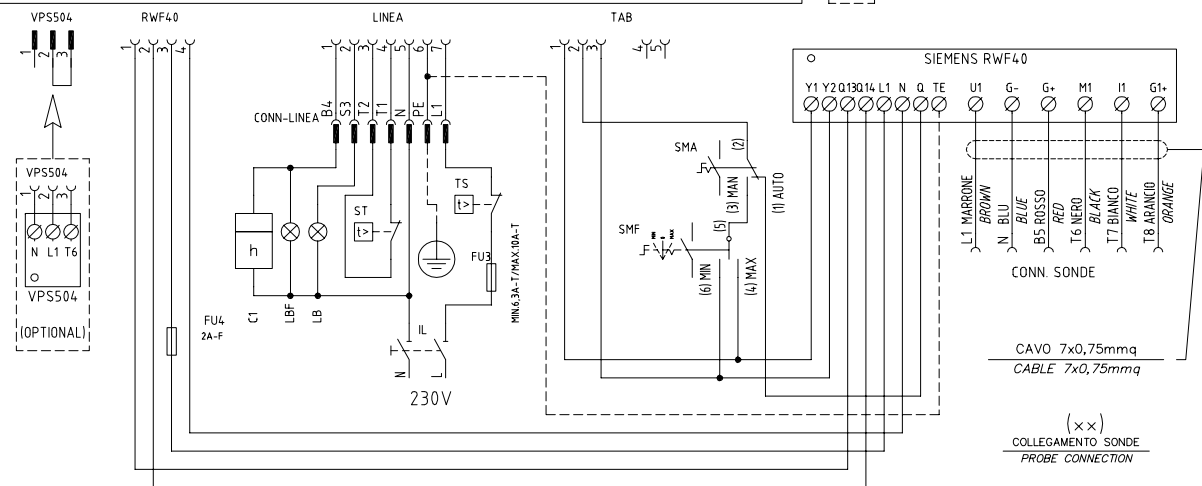 VPS504
RWF40
LINEA
TAB
1 2 3
1 2 3 4
1 2 3 4 5 6 7
1 2 3 4 5
SIEMENS RWF40
Y1 Y2 Q13 Q14 L1 N Q TE U1 G- G+ M1 I1 G1+
CONN-LINEA
B4 S3 T2 T1 N PE L1
VPS504
1 2 3
N L1 T6
VPS504
(OPTIONAL)
SMA
(2)
(3) MAN
(1) AUTO
SMF
MIN 0 MAX
(5)
(6) MIN
(4) MAX
ST
t>
TS
t>
h
FU3
MIN.6,3A-T/MAX.10A-T
FU4
2A-F
C1
LBF
LB
IL
N
L
230V
L1 MARRONE
BROWN
N BLU
BLUE
B5 ROSSO
RED
T6 NERO
BLACK
T7 BIANCO
WHITE
T8 ARANCIO
ORANGE
CONN. SONDE
CAVO 7x0,75mmq
CABLE 7x0,75mmq
(xx)
COLLEGAMENTO SONDE
PROBE CONNECTION